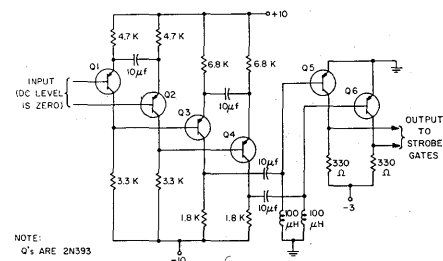 +10
4.7 K
4.7 K
6.8 K
6.8 K
10μf
10μf
Q1
Q2
Q3
Q4
Q5
Q6
INPUT
(DC LEVEL
IS ZERO)
OUTPUT
TO
STROBE
GATES
10μf
10μf
3.3 K
3.3 K
1.8 K
1.8 K
100
μH
100
μH
330
Ω
330
Ω
-3
-10
NOTE:
Q's ARE 2N393